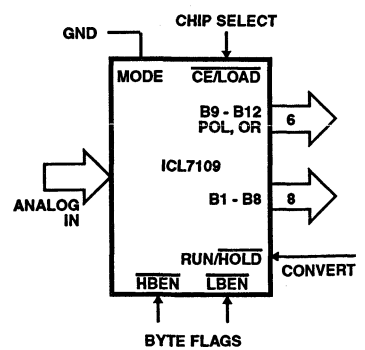 CHIP SELECT
GND
MODE
CE/LOAD
B9 - B12
POL, OR
6
ICL7109
ANALOG
IN
B1 - B8
8
RUN/HOLD
CONVERT
HBEN
LBEN
BYTE FLAGS